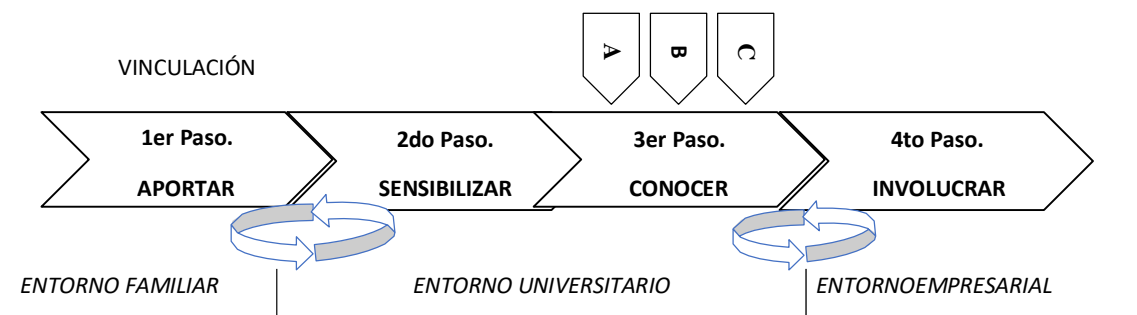 A B C
VINCULACIÓN
1er Paso. 2do Paso. 3er Paso. 4to Paso.
APORTAR SENSIBILIZAR CONOCER INVOLUCRAR
ENTORNO FAMILIAR ENTORNO UNIVERSITARIO ENTORNOEMPRESARIAL